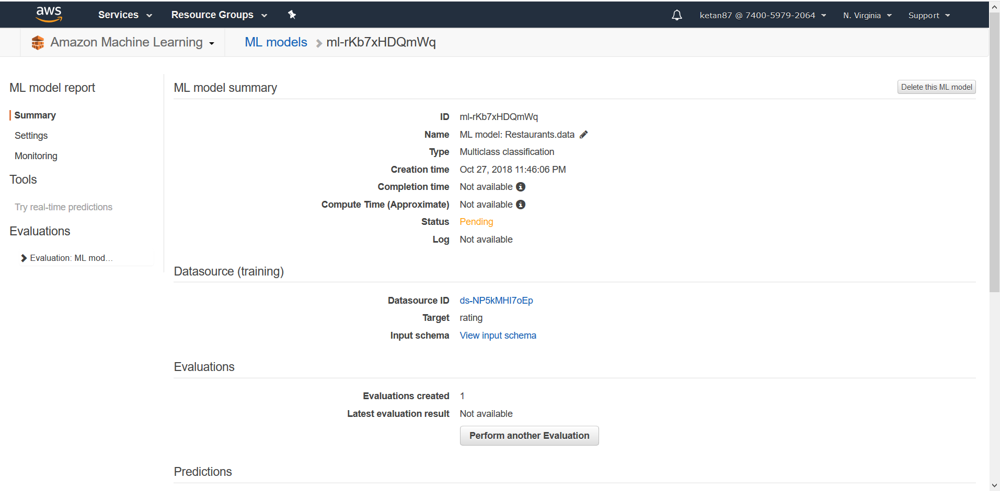 aws Services Resource Groups ketan87 @ 7400-5979-2064 N. Virginia Support
Amazon Machine Learning ML models ml-rKb7xHDQmWq
ML model report
Summary
Settings
Monitoring
Tools
Try real-time predictions
Evaluations
Evaluation: ML mod...
ML model summary Delete this ML model
ID ml-rKb7xHDQmWq
Name ML model: Restaurants.data
Type Multiclass classification
Creation time Oct 27, 2018 11:46:06 PM
Completion time Not available
Compute Time (Approximate) Not available
Status Pending
Log Not available
Datasource (training)
Datasource ID ds-NP5kMHI7oEp
Target rating
Input schema View input schema
Evaluations
Evaluations created 1
Latest evaluation result Not available
Perform another Evaluation
Predictions